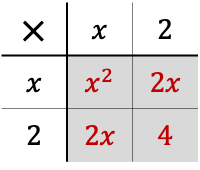 × x 2
x x² 2x
2 2x 4